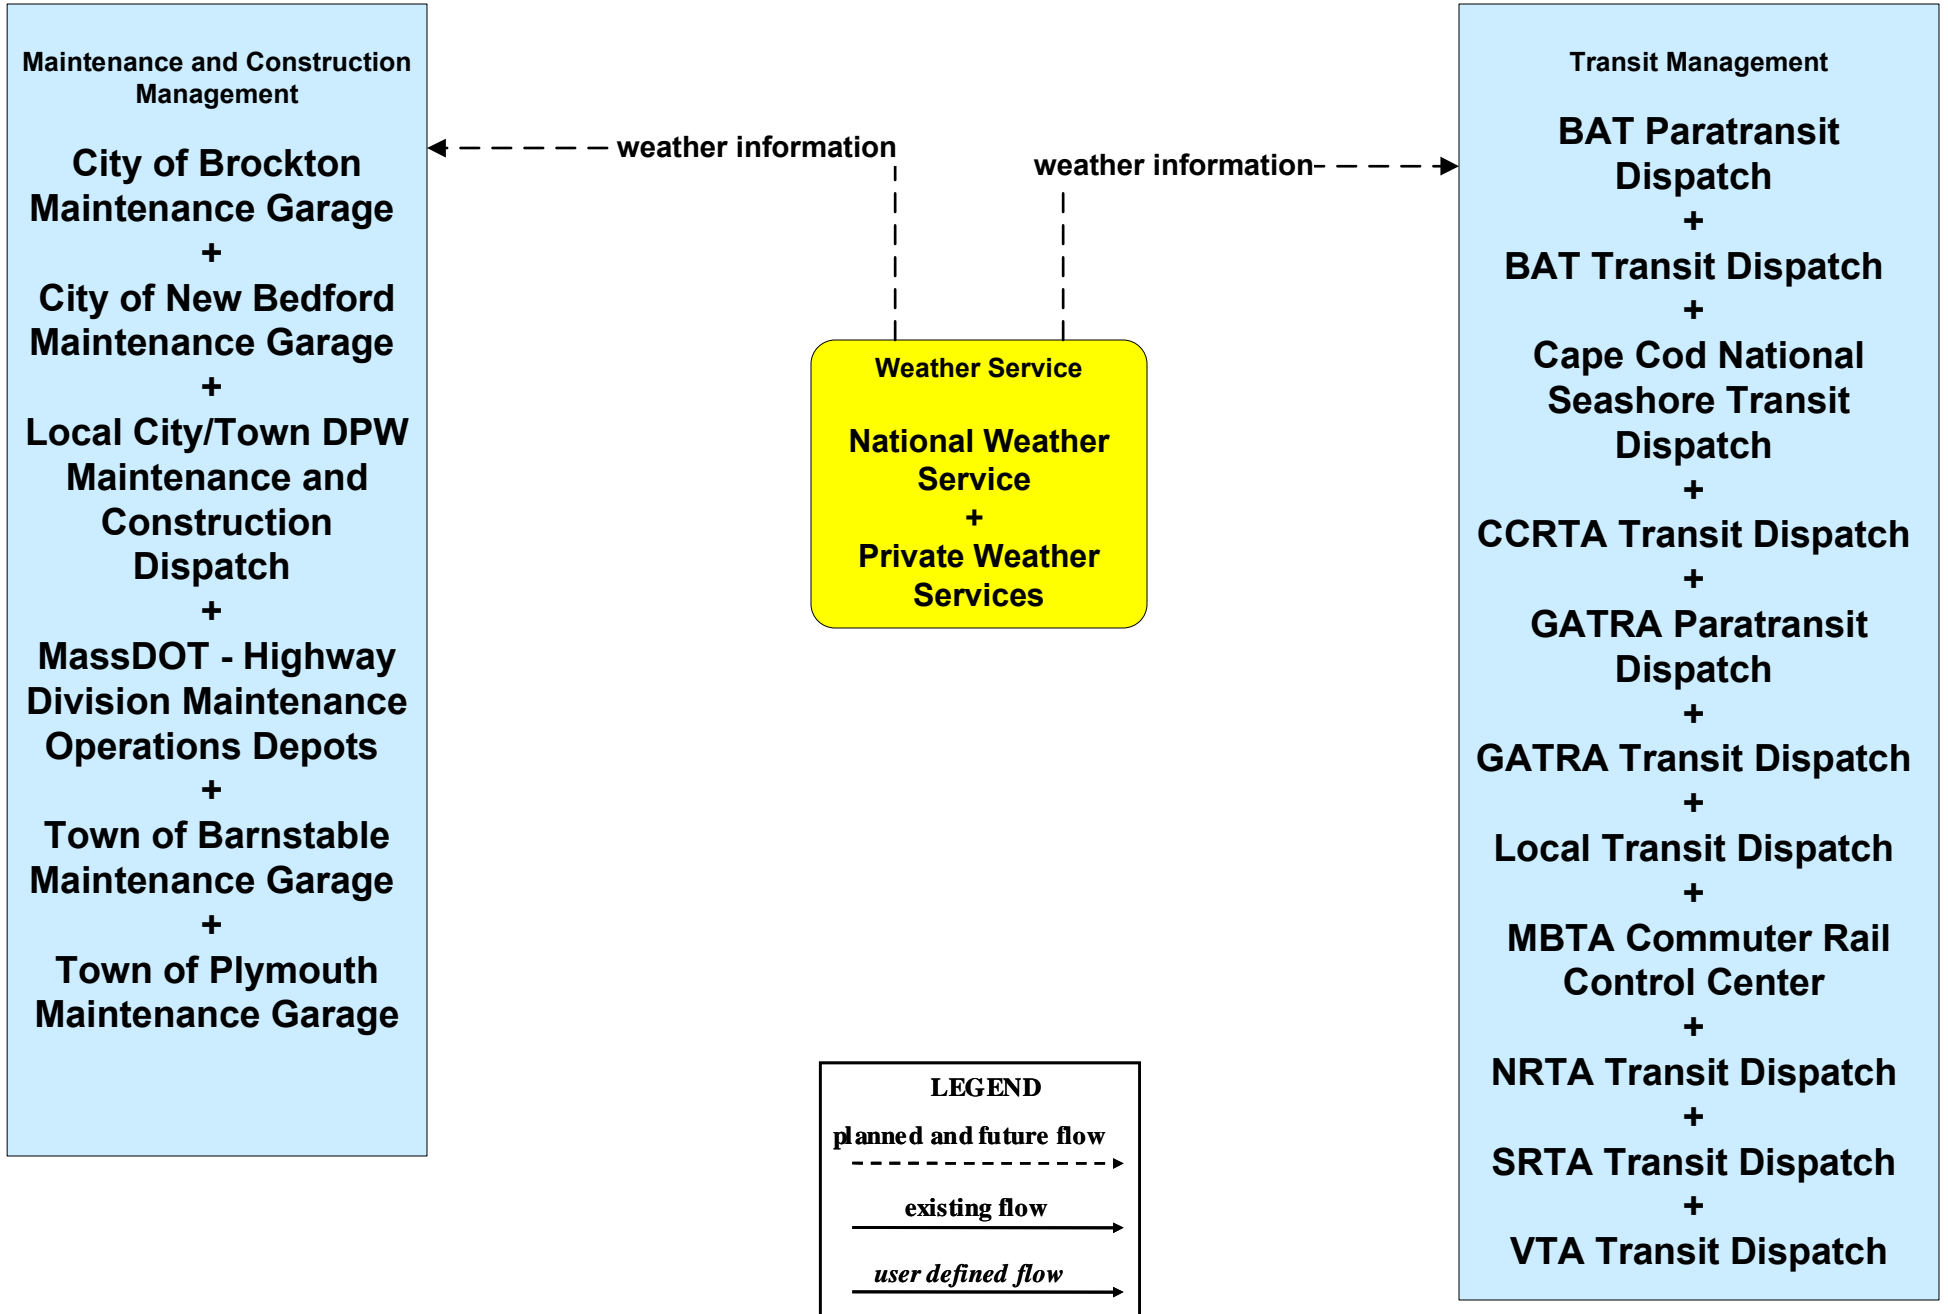 Maintenance and Construction
Management
City of Brockton
Maintenance Garage
+
City of New Bedford
Maintenance Garage
+
Local City/Town DPW
Maintenance and
Construction
Dispatch
+
MassDOT - Highway
Division Maintenance
Operations Depots
+
Town of Barnstable
Maintenance Garage
+
Town of Plymouth
Maintenance Garage
weather information
weather information
Weather Service
National Weather
Service
+
Private Weather
Services
LEGEND
planned and future flow
existing flow
user defined flow
Transit Management
BAT Paratransit
Dispatch
+
BAT Transit Dispatch
+
Cape Cod National
Seashore Transit
Dispatch
+
CCRTA Transit Dispatch
+
GATRA Paratransit
Dispatch
+
GATRA Transit Dispatch
+
Local Transit Dispatch
+
MBTA Commuter Rail
Control Center
+
NRTA Transit Dispatch
+
SRTA Transit Dispatch
+
VTA Transit Dispatch